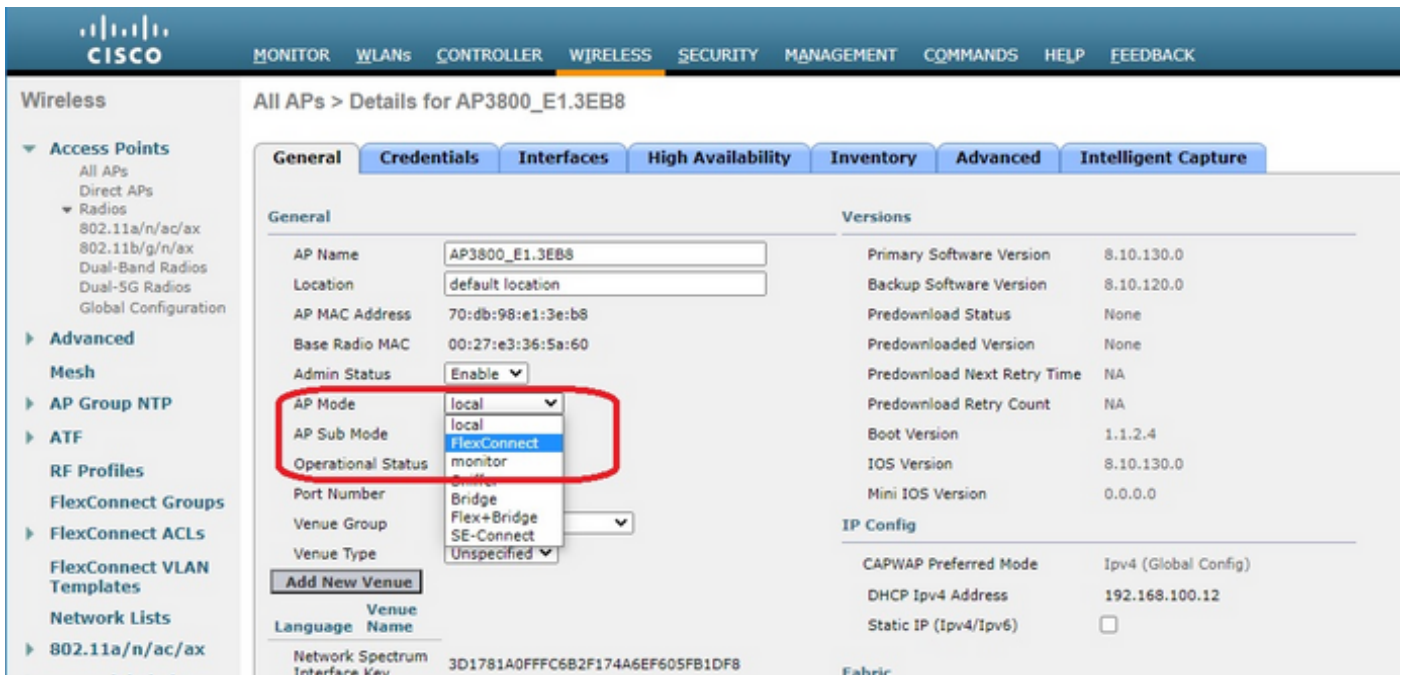 CISCO
MONITOR WLANs CONTROLLER WIRELESS SECURITY MANAGEMENT COMMANDS HELP FEEDBACK
Wireless
Access Points
All APs
Direct APs
Radios
802.11a/n/ac/ax
802.11b/g/n/ax
Dual-Band Radios
Dual-5G Radios
Global Configuration
Advanced
Mesh
AP Group NTP
ATF
RF Profiles
FlexConnect Groups
FlexConnect ACLs
FlexConnect VLAN
Templates
Network Lists
802.11a/n/ac/ax
All APs > Details for AP3800_E1.3EB8
General Credentials Interfaces High Availability Inventory Advanced Intelligent Capture
General
AP Name AP3800_E1.3EB8
Location default location
AP MAC Address 70:db:98:e1:3e:b8
Base Radio MAC 00:27:e3:36:5a:60
Admin Status Enable
AP Mode local
local
AP Sub Mode FlexConnect
Operational Status monitor
Sniffer
Port Number Bridge
Venue Group Flex+Bridge
SE-Connect
Venue Type Unspecified
Add New Venue
Venue
Language Name
Network Spectrum
Interface Key 3D1781A0FFFC6B2F174A6EF605FB1DF8
Versions
Primary Software Version 8.10.130.0
Backup Software Version 8.10.120.0
Predownload Status None
Predownloaded Version None
Predownload Next Retry Time NA
Predownload Retry Count NA
Boot Version 1.1.2.4
IOS Version 8.10.130.0
Mini IOS Version 0.0.0.0
IP Config
CAPWAP Preferred Mode Ipv4 (Global Config)
DHCP Ipv4 Address 192.168.100.12
Static IP (Ipv4/Ipv6)
Fabric